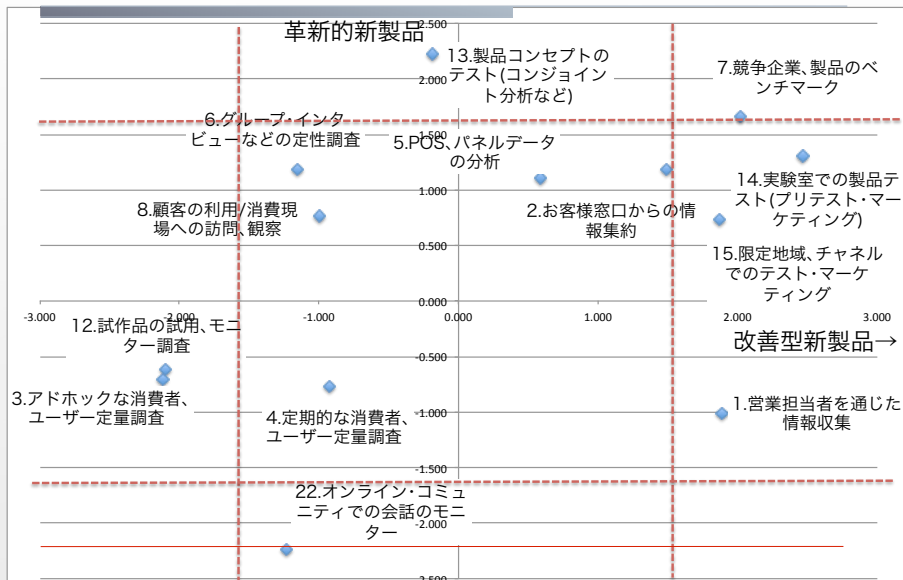 2.500
革新的新製品
13.製品コンセプトの
テスト(コンジョイン
ト分析など)
7.競争企業、製品のベ
ンチマーク
2.000
6.グループ・インタ
ビューなどの定性調査
1.500
5.POS、パネルデータ
の分析
1.000
14.実験室での製品テ
スト(プリテスト・マー
ケティング)
8.顧客の利用/消費現
場への訪問、観察
2.お客様窓口からの情
報集約
0.500
15.限定地域、チャネル
でのテスト・マーケ
ティング
0.000
-3.000
-2.000
-1.000
0.000
1.000
2.000
3.000
12.試作品の試用、モニ
ター調査
改善型新製品→
-0.500
3.アドホックな消費者、
ユーザー定量調査
4.定期的な消費者、
ユーザー定量調査
-1.000
1.営業担当者を通じた
情報収集
-1.500
22.オンライン・コミュ
ニティでの会話のモニ
ター
-2.000